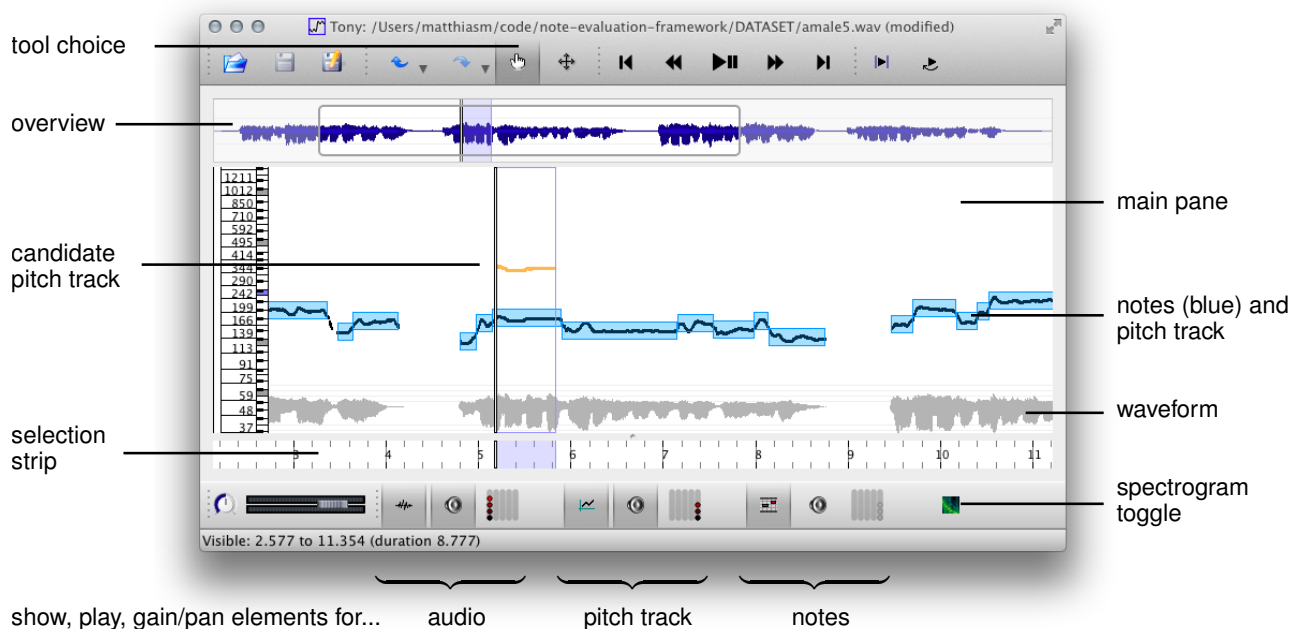 Tony: /Users/matthiasm/code/note-evaluation-framework/DATASET/amale5.wav (modified)
tool choice
overview
1211
1012
850
710
592
495
414
344
290
242
199
166
139
113
91
75
59
48
37
candidate
pitch track
main pane
notes (blue) and
pitch track
waveform
selection
strip
3 4 5 6 7 8 9 10 11
spectrogram
toggle
Visible: 2.577 to 11.354 (duration 8.777)
show, play, gain/pan elements for... audio pitch track notes